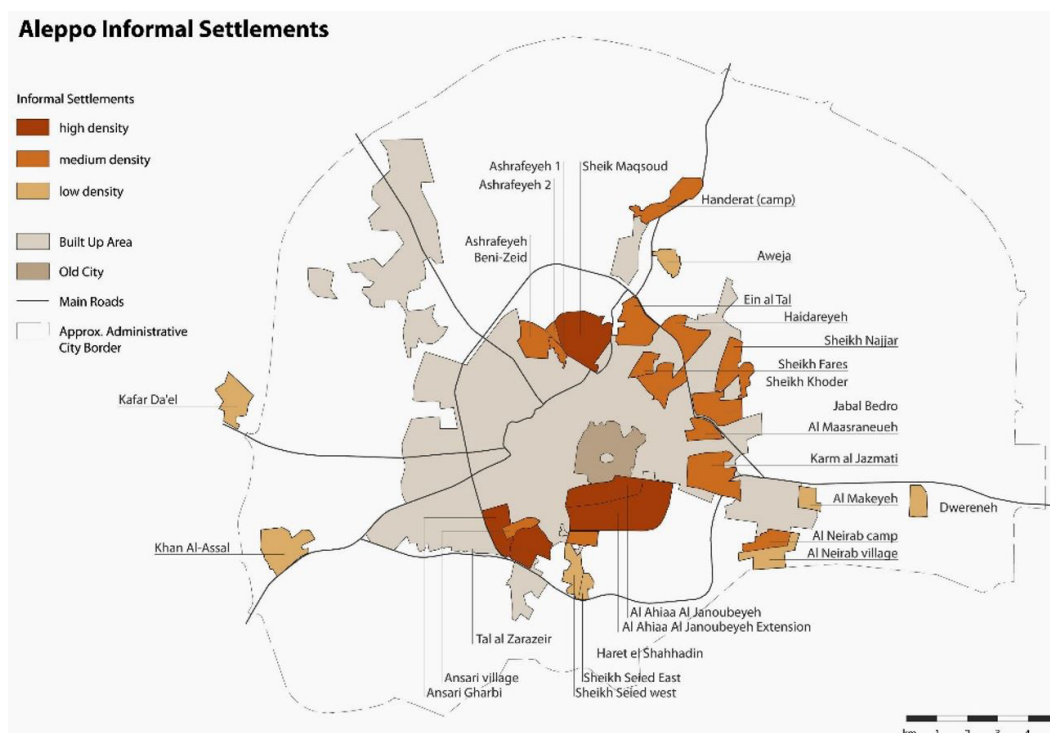 Aleppo Informal Settlements
Informal Settlements
high density
medium density
low density
Built Up Area
Old City
Main Roads
Approx. Administrative
City Border
Ashrafeyeh 1
Sheik Maqsoud
Ashrafeyeh 2
Handerat (camp)
Ashrafeyeh
Beni-Zeid
Aweja
Ein al Tal
Haidareyeh
Sheikh Najjar
Sheikh Fares
Sheikh Khoder
Kafar Da'el
Jabal Bedro
Al Maasraneueh
Karm al Jazmati
Al Makeyeh
Dwereneh
Al Neirab camp
Khan Al-Assal
Al Neirab village
Al Ahiaa Al Janoubeyeh
Al Ahiaa Al Janoubeyeh Extension
Tal al Zarazeir
Haret el Shahhadin
Ansari village
Sheikh Seied East
Ansari Gharbi
Sheikh Seied west
km 1 2 3 4